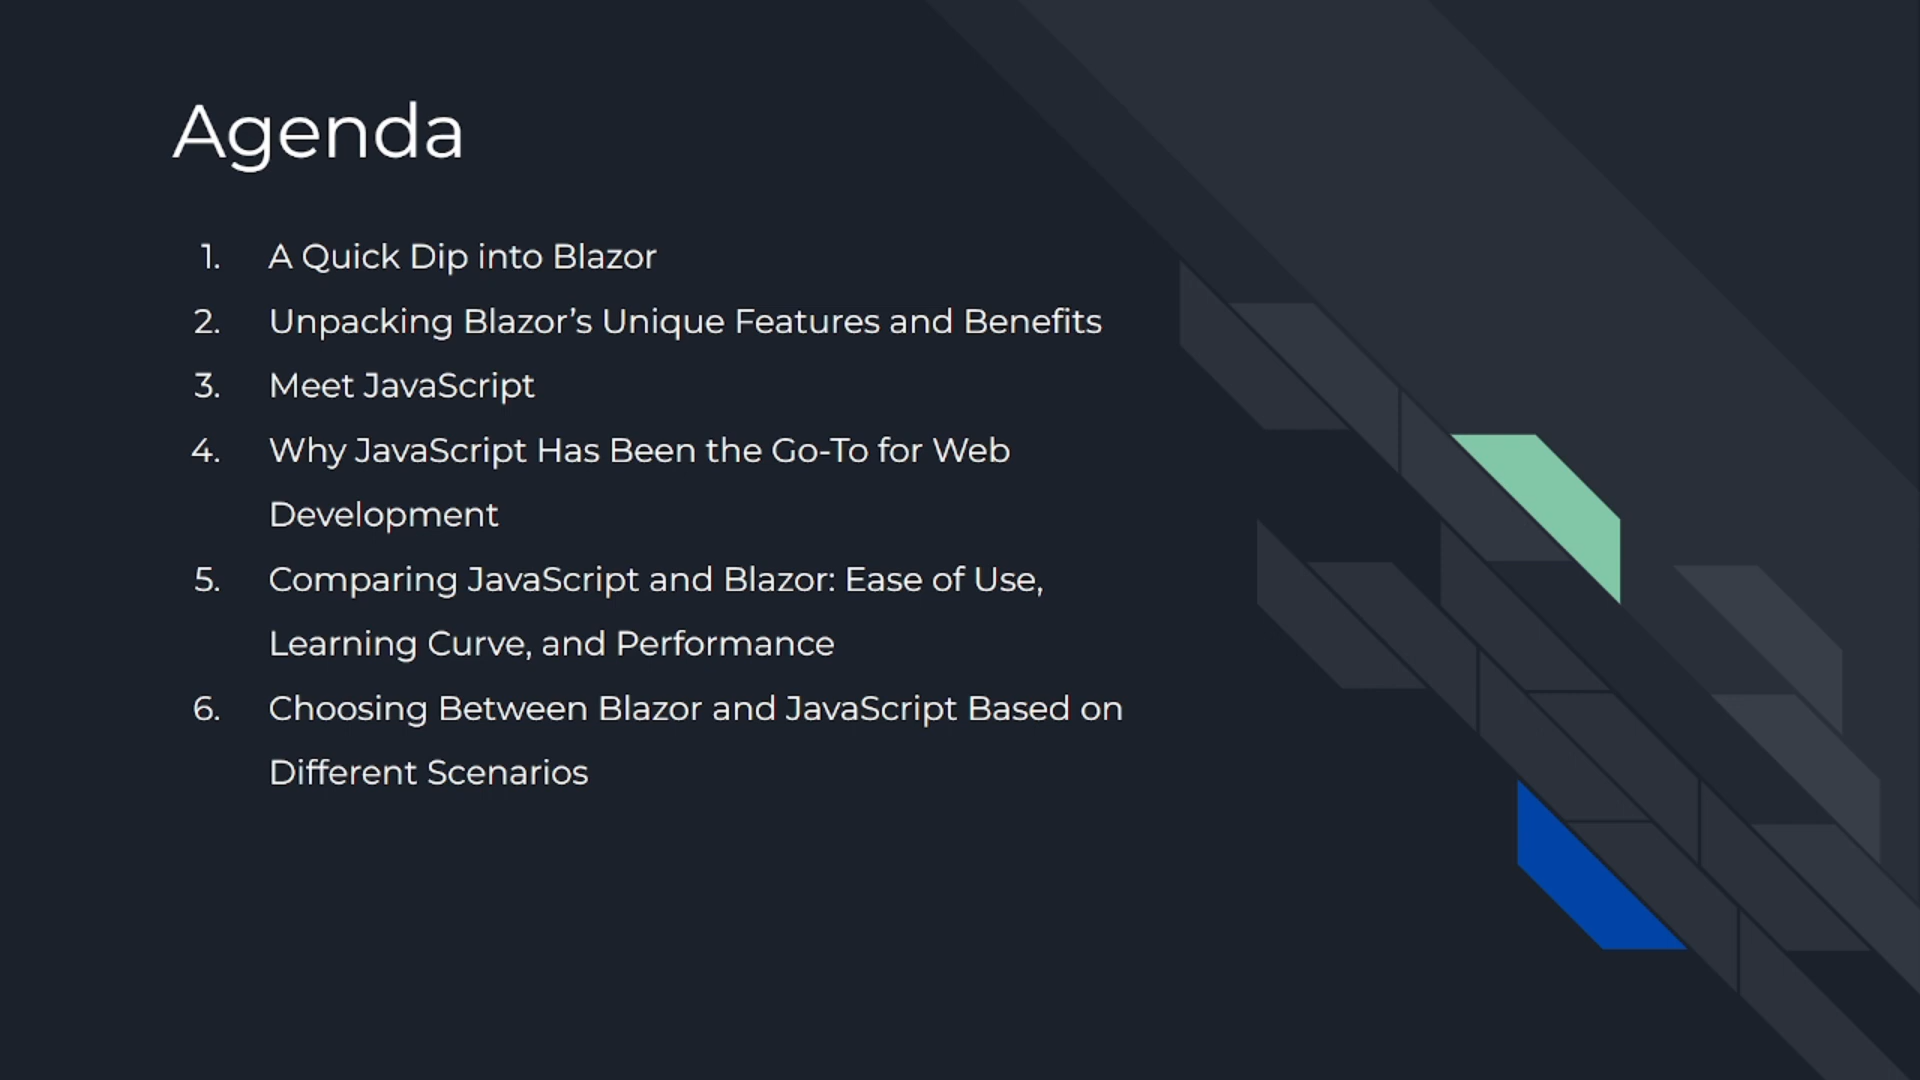 Agenda
1. A Quick Dip into Blazor
2. Unpacking Blazor’s Unique Features and Benefits
3. Meet JavaScript
4. Why JavaScript Has Been the Go-To for Web
Development
5. Comparing JavaScript and Blazor: Ease of Use,
Learning Curve, and Performance
6. Choosing Between Blazor and JavaScript Based on
Different Scenarios